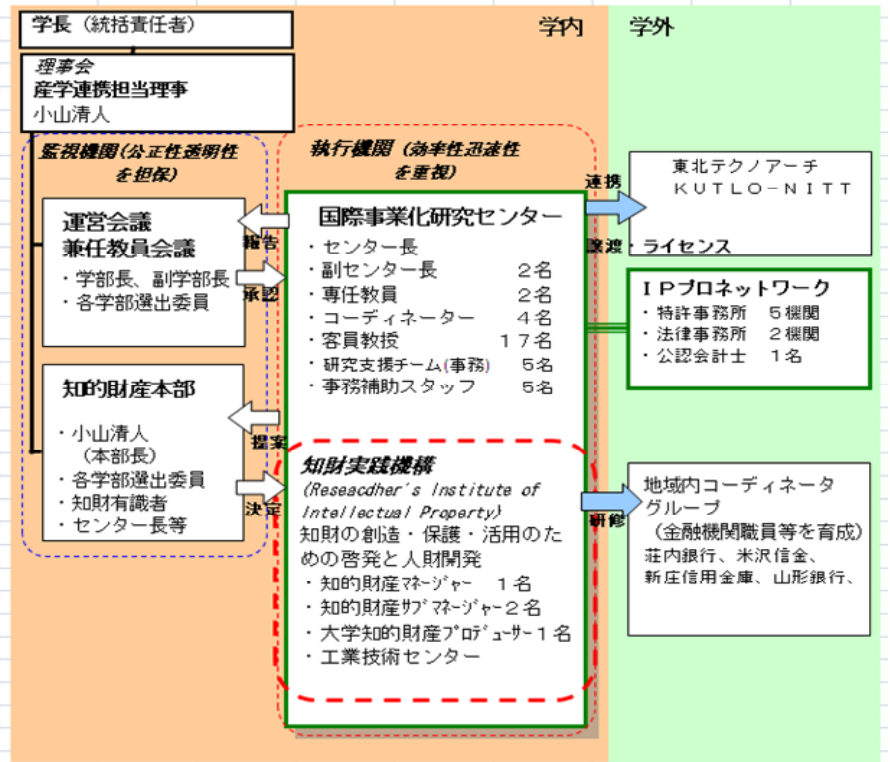 学長（統括責任者）
学内
学外
理事会
産学連携担当理事
小山清人
監視機関(公正性透明性
を担保)
執行機関（効率性迅速性
を重視）
運営会議
兼任教員会議
・学部長、副学部長
・各学部選出委員
報告
承認
知的財産本部
・小山清人
（本部長）
・各学部選出委員
・知財有識者
・センター長等
提案
決定
国際事業化研究センター
・センター長
・副センター長　２名
・専任教員　２名
・コーディネーター　４名
・客員教授　１７名
・研究支援チーム(事務)　５名
・事務補助スタッフ　５名
知財実践機構
(Reseacdher's Institute of
Intellectual Property)
知財の創造・保護・活用のた
めの啓発と人財開発
・知的財産ﾏﾈｰｼﾞｬｰ　１名
・知的財産ｻﾌﾞﾏﾈｰｼﾞｬｰ２名
・大学知的財産ﾌﾟﾛﾃﾞｭｰｻｰ１名
・工業技術センター
連携
東北テクノアーチ
ＫＵＴＬＯ−ＮＩＴＴ
譲渡・ライセンス
ＩＰプロネットワーク
・特許事務所　５機関
・法律事務所　２機関
・公認会計士　１名
研修
地域内コーディネータ
グループ
（金融機関職員等を育成)
荘内銀行、米沢信金、
新庄信用金庫、山形銀行、